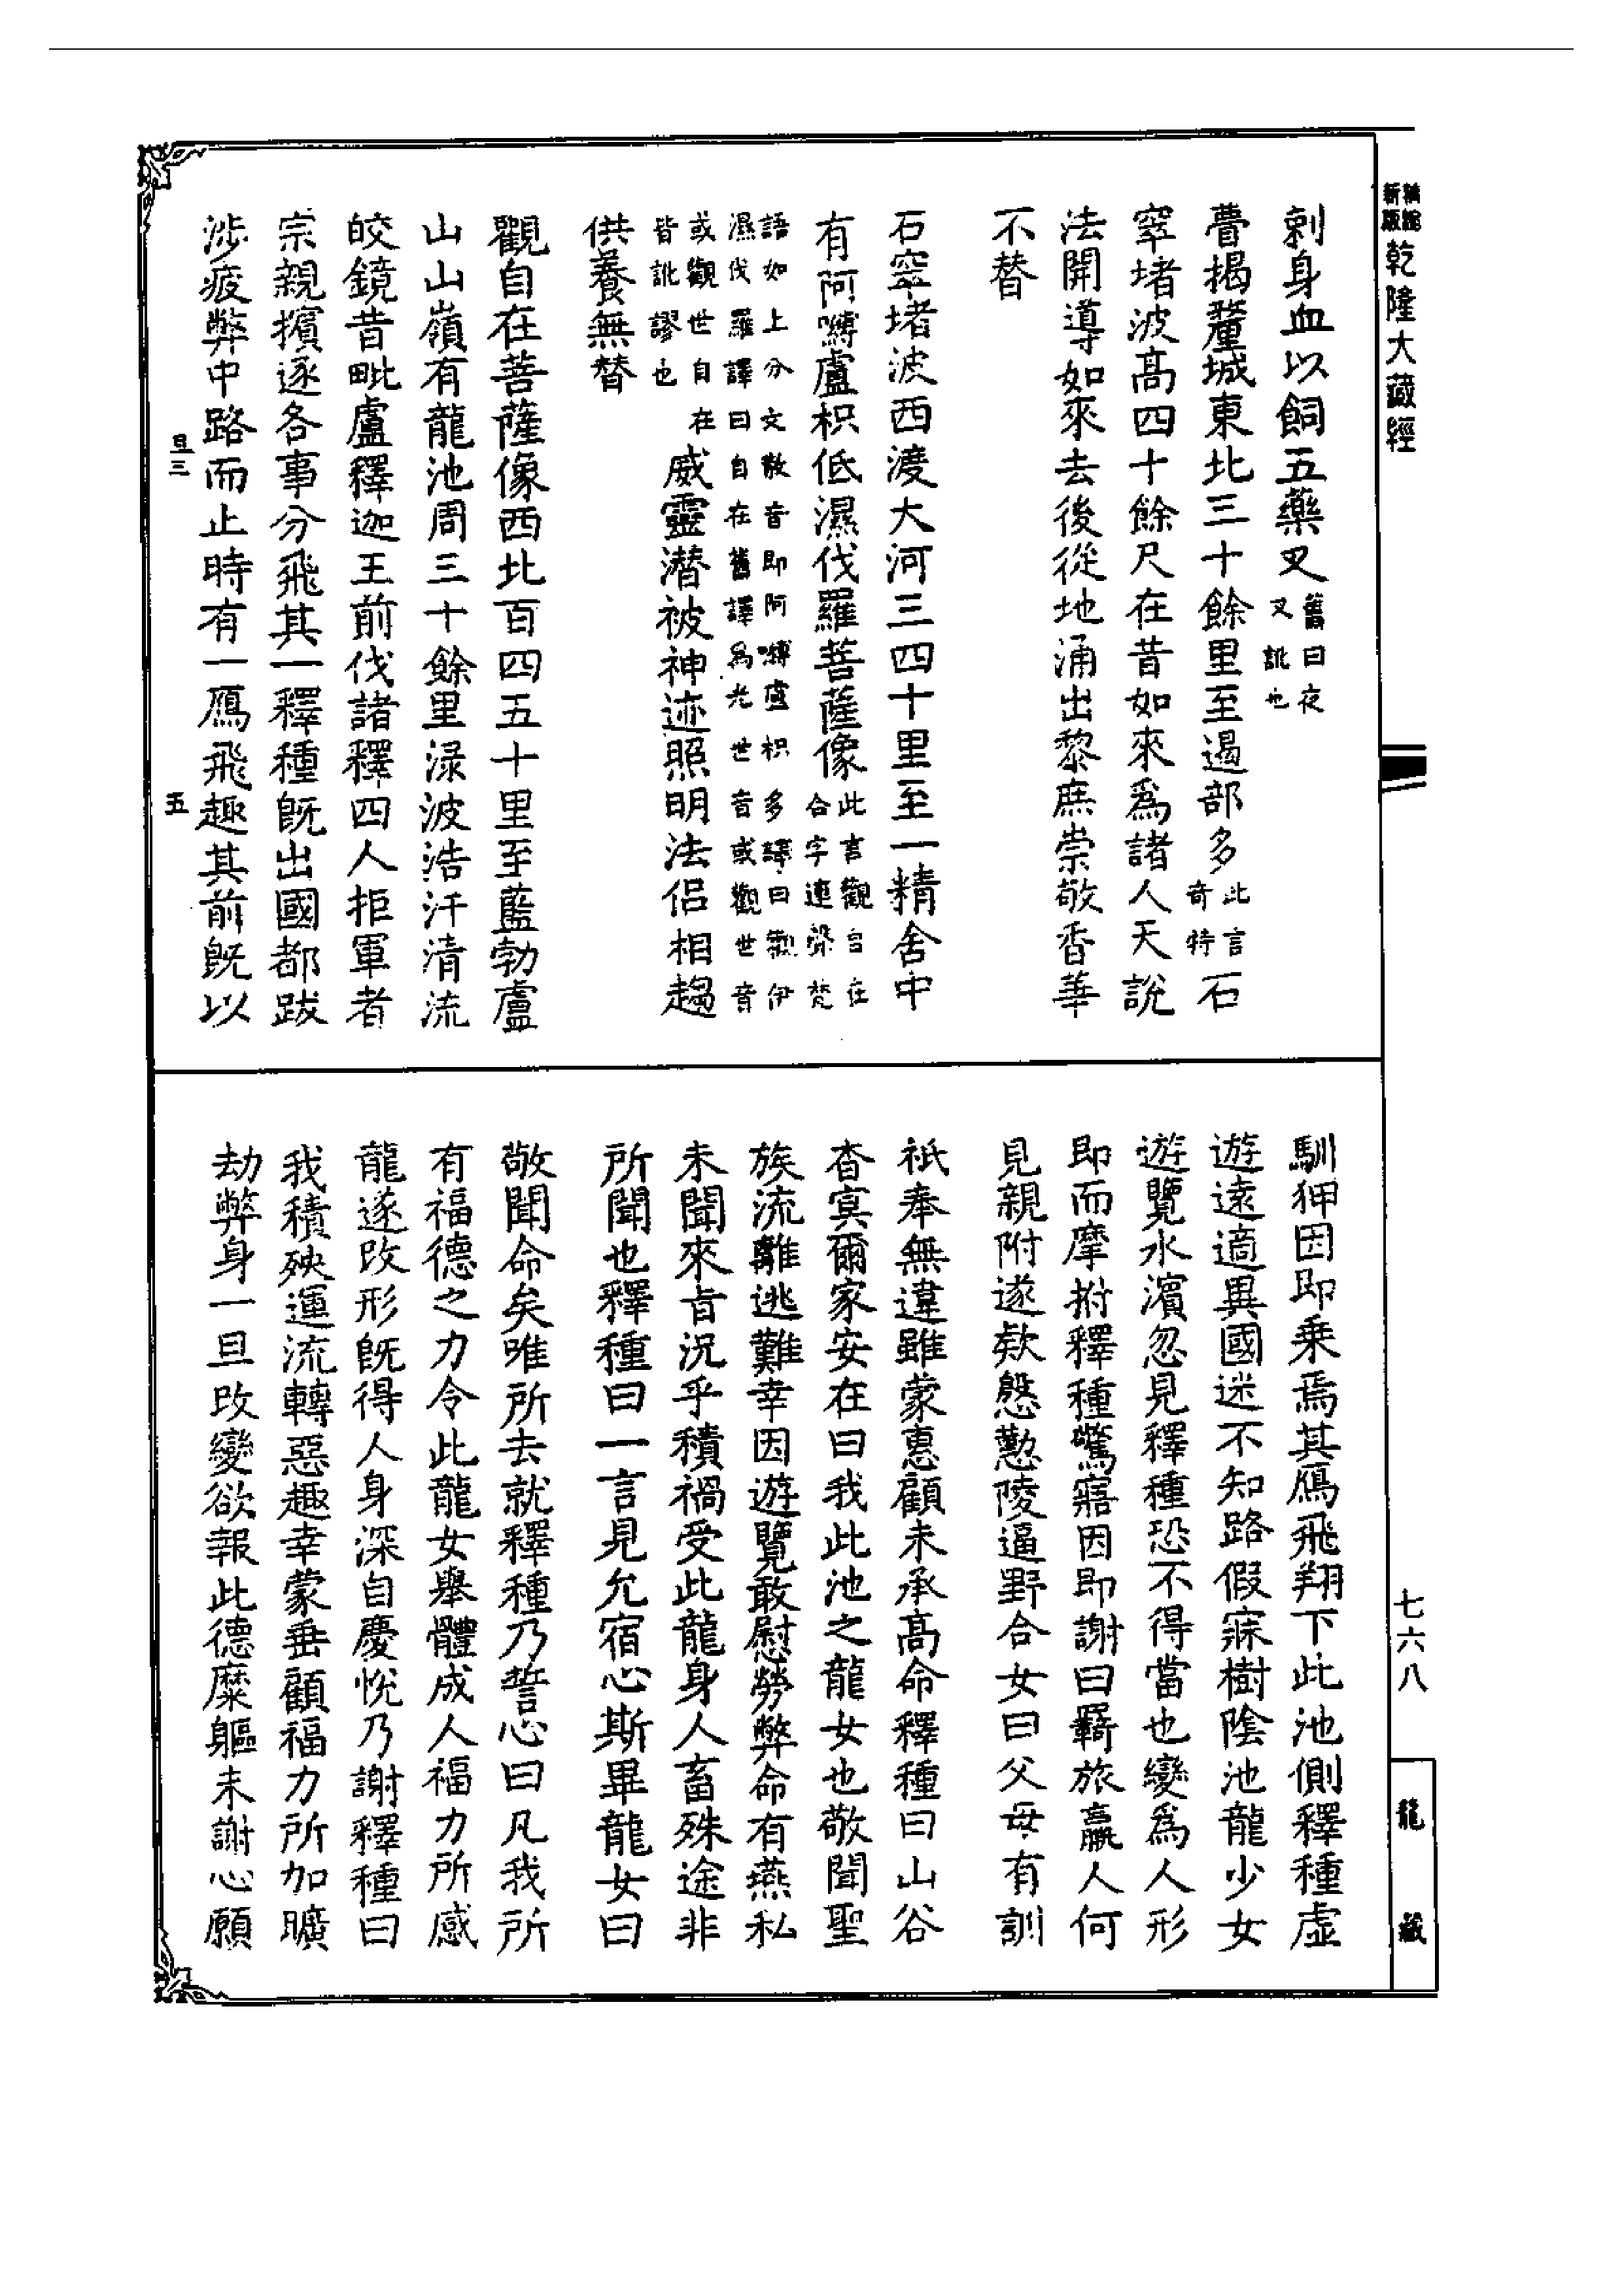 精縮新版
乾隆大藏經
剌身血以飼五藥叉舊曰夜叉訛也
瞢揭釐城東北三十餘里至遏部多此言奇特石
窣堵波高四十餘尺在昔如來爲諸人天說
法開導如來去後從地涌出黎庶崇敬香華
不替
石窣堵波西渡大河三四十里至一精舍中
有阿嚩盧枳低濕伐羅菩薩像此言觀自在合字連聲梵
語如上分文散音即阿嚩盧枳多譯曰觀伊濕伐羅譯曰自在舊譯爲光世音或觀世音
或觀世自在皆訛謬也威靈潛被神迹照明法侶相趨
供養無替
觀自在菩薩像西北百四五十里至藍勃盧
山山嶺有龍池周三十餘里淥波浩汗清流
皎鏡昔毗盧釋迦王前伐諸釋四人拒軍者
宗親擯逐各事分飛其一釋種旣出國都跋
涉疲弊中路而止時有一鴈飛趣其前旣以
旦三
五
馴狎因即乗焉其鴈飛翔下此池側釋種虛
遊遠適異國迷不知路假寐樹陰池龍少女
遊覽水濱忽見釋種恐不得當也變爲人形
即而摩拊釋種驚寤因即謝曰羇旅羸人何
見親附遂欵慇懃陵逼野合女曰父母有訓
祇奉無違雖蒙惠顧未承高命釋種曰山谷
杳冥爾家安在曰我此池之龍女也敬聞聖
族流離逃難幸因遊覽敢慰勞弊命有燕私
未聞來旨況乎積禍受此龍身人畜殊途非
所聞也釋種曰一言見允宿心斯畢龍女曰
敬聞命矣唯所去就釋種乃誓心曰凡我所
有福德之力令此龍女舉體成人福力所感
龍遂改形旣得人身深自慶悅乃謝釋種曰
我積殃運流轉惡趣幸蒙垂顧福力所加曠
劫弊身一旦改變欲報此德糜軀未謝心願
七六八
龍藏